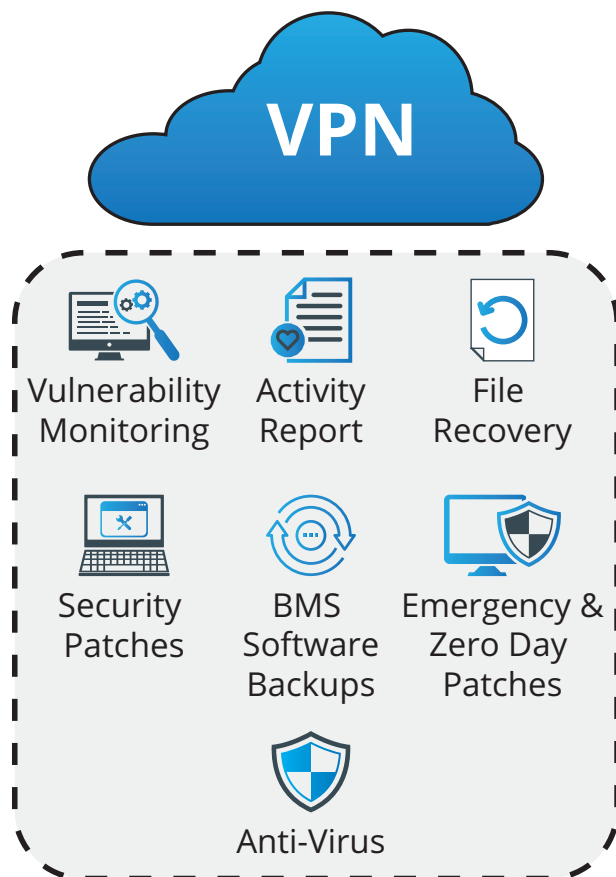 VPN
Vulnerability
Monitoring
Activity
Report
File
Recovery
Security
Patches
BMS
Software
Backups
Emergency &
Zero Day
Patches
Anti-Virus